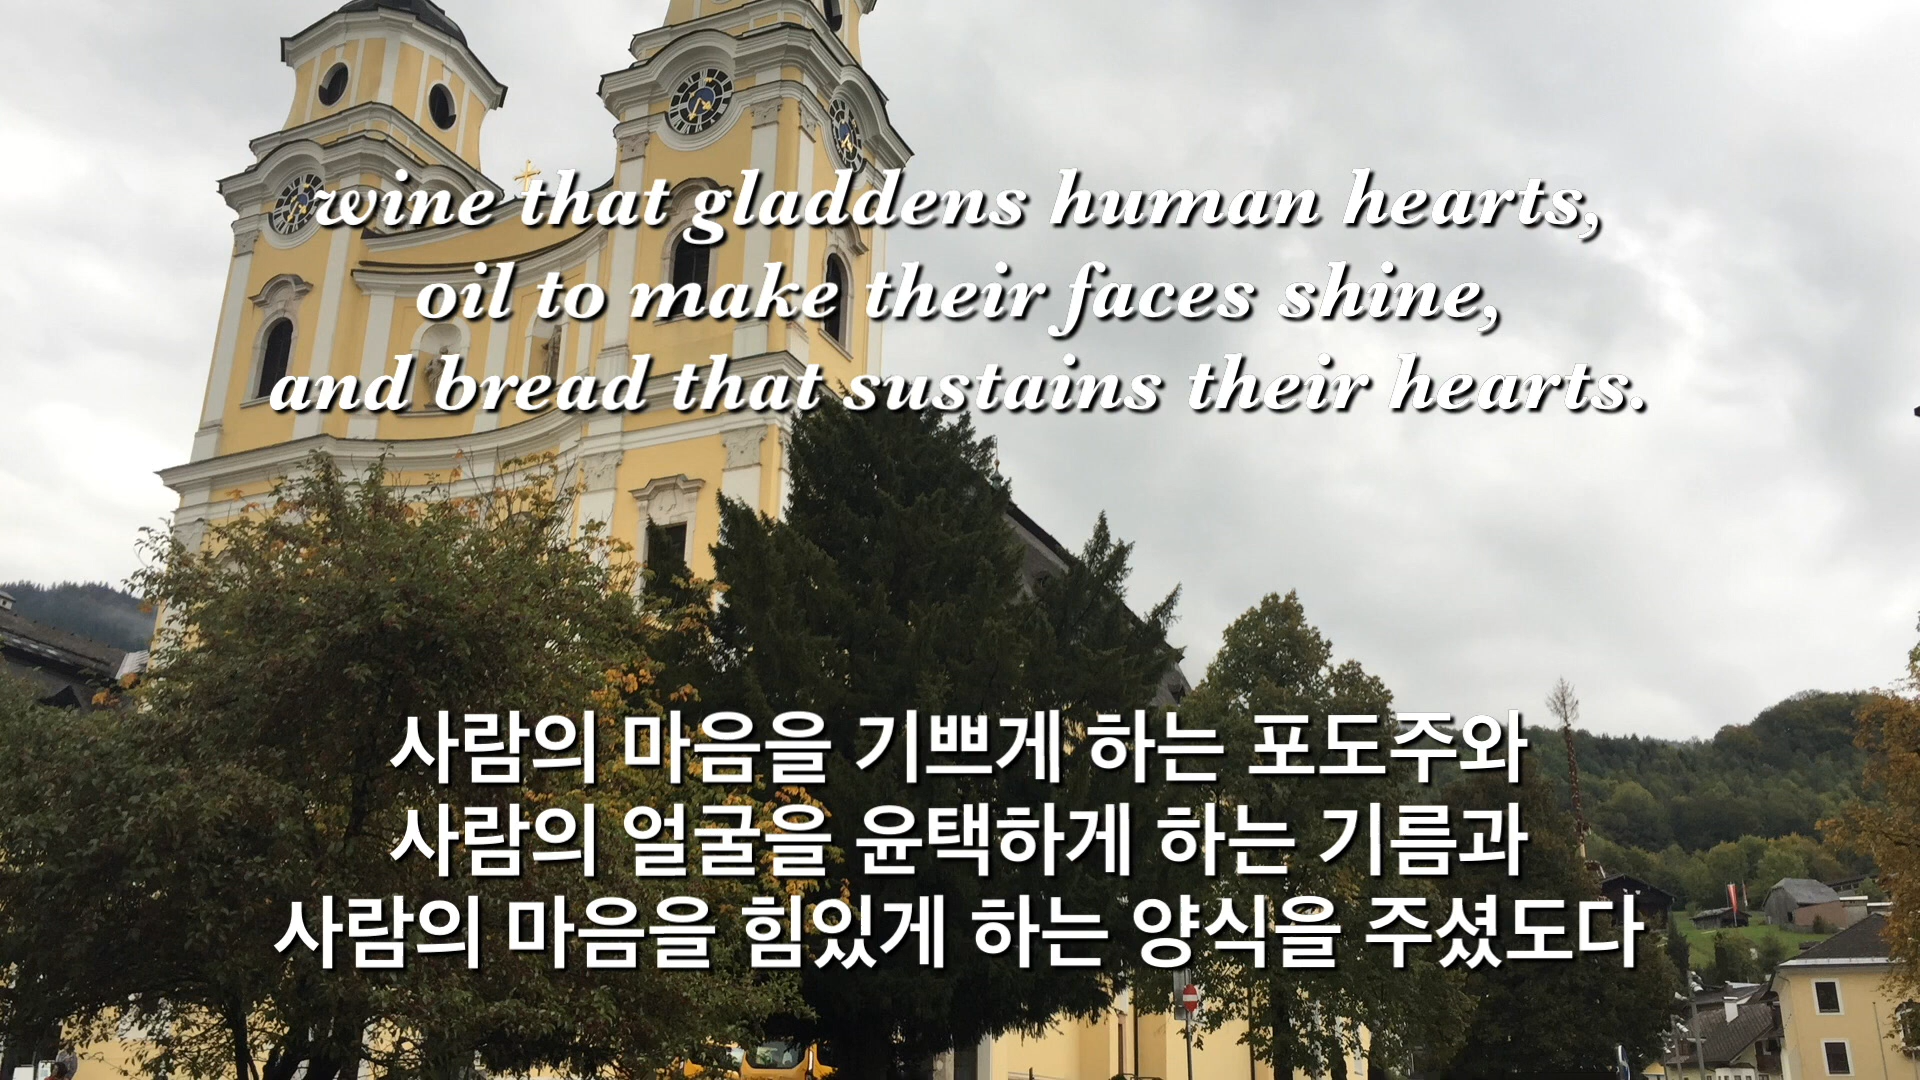 wine that gladdens human hearts,
oil to make their faces shine,
and bread that sustains their hearts.
사람의 마음을 기쁘게 하는 포도주와
사람의 얼굴을 윤택하게 하는 기름과
사람의 마음을 힘있게 하는 양식을 주셨도다